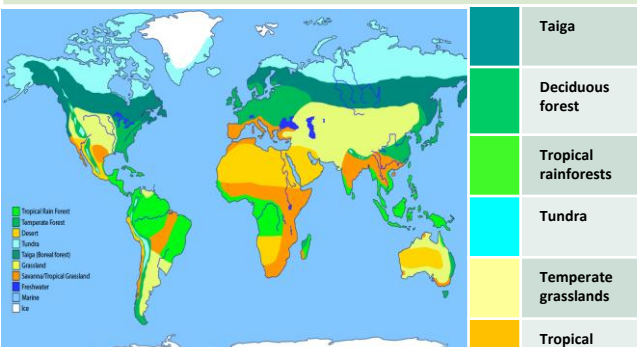 Tropical Rain Forest
Temperate Forest
Desert
Tundra
Taiga (Boreal forest)
Grassland
Savanna/Tropical Grassland
Freshwater
Marine
Ice
Taiga
Deciduous
forest
Tropical
rainforests
Tundra
Temperate
grasslands
Tropical